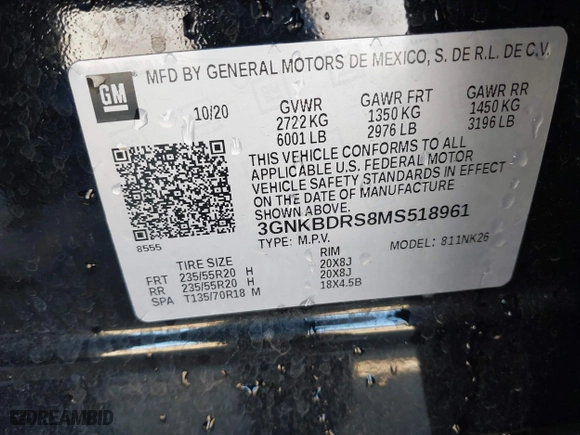 MFD BY GENERAL MOTORS DE MEXICO, S. DE R.L. DE C.V.
GM
10/20 GVWR GAWR FRT GAWR RR
2722 KG 1350 KG 1450 KG
6001 LB 2976 LB 3196 LB
THIS VEHICLE CONFORMS TO ALL
APPLICABLE U.S. FEDERAL MOTOR
VEHICLE SAFETY STANDARDS IN EFFECT
ON THE DATE OF MANUFACTURE
SHOWN ABOVE.
3GNKBDRS8MS518961
TYPE: M.P.V. MODEL: 811NK26
8555
TIRE SIZE RIM
FRT 235/55R20 H 20X8J
RR 235/55R20 H 20X8J
SPA T135/70R18 M 18X4.5B
DREAMBID